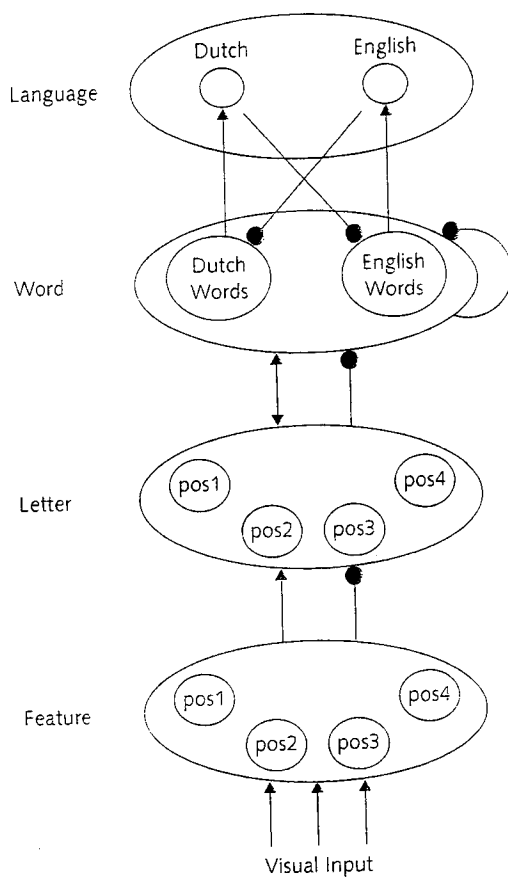 Dutch
English
Language
Dutch
Words
English
Words
Word
pos1
pos4
Letter
pos2
pos3
pos1
pos4
Feature
pos2
pos3
Visual Input